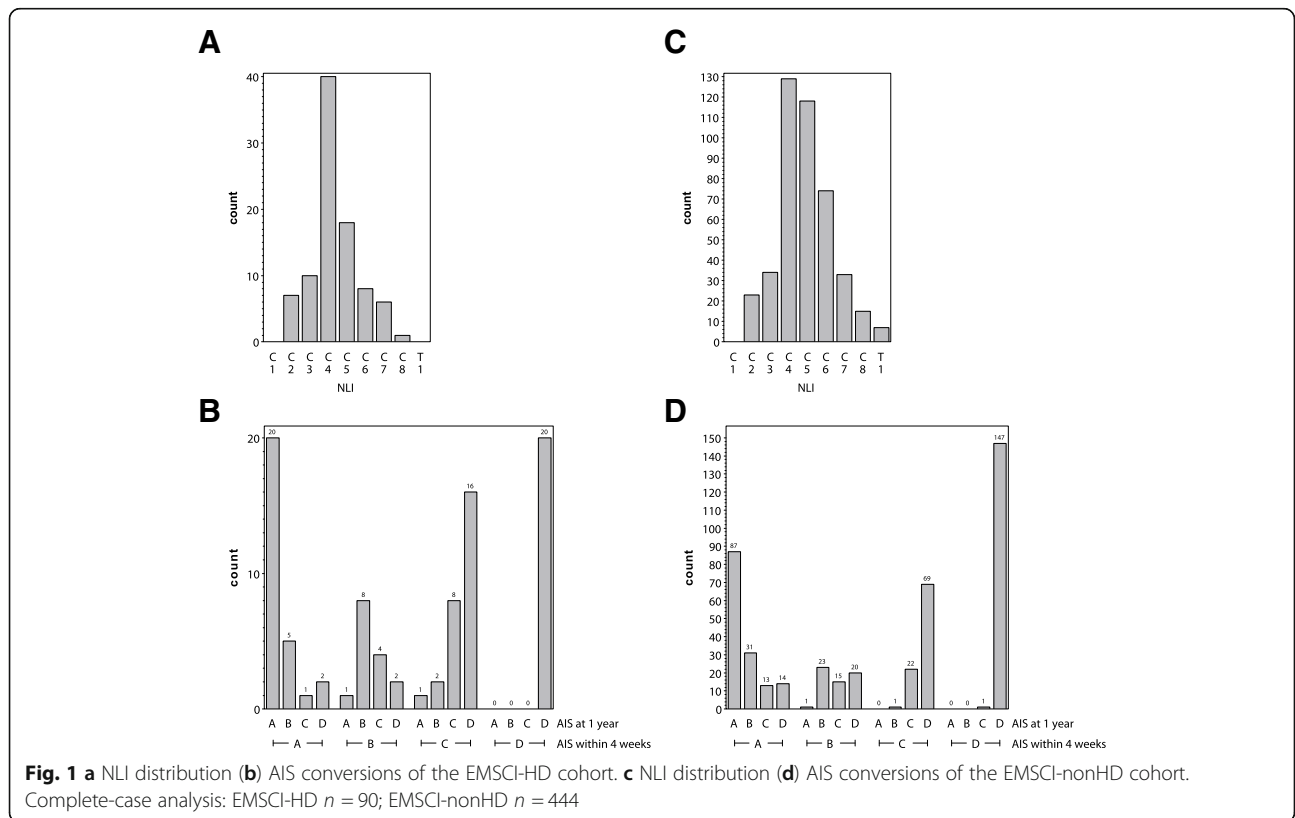 A
40
30
20
10
0
count
C C C C C C C C T
1 2 3 4 5 6 7 8 1
NLI
C
130
120
110
100
90
80
70
60
50
40
30
20
10
0
count
C C C C C C C C T
1 2 3 4 5 6 7 8 1
NLI
B
20
10
0
count
20 5 1 2 1 8 4 2 1 2 8 16 0 0 0 20
A B C D A B C D A B C D A B C D AIS at 1 year
A B C D AIS within 4 weeks
D
150
140
130
120
110
100
90
80
70
60
50
40
30
20
10
0
count
87 31 13 14 1 23 15 20 0 1 22 69 0 0 1 147
A B C D A B C D A B C D A B C D AIS at 1 year
A B C D AIS within 4 weeks
Fig. 1 a NLI distribution (b) AIS conversions of the EMSCI-HD cohort. c NLI distribution (d) AIS conversions of the EMSCI-nonHD cohort.
Complete-case analysis: EMSCI-HD n = 90; EMSCI-nonHD n = 444